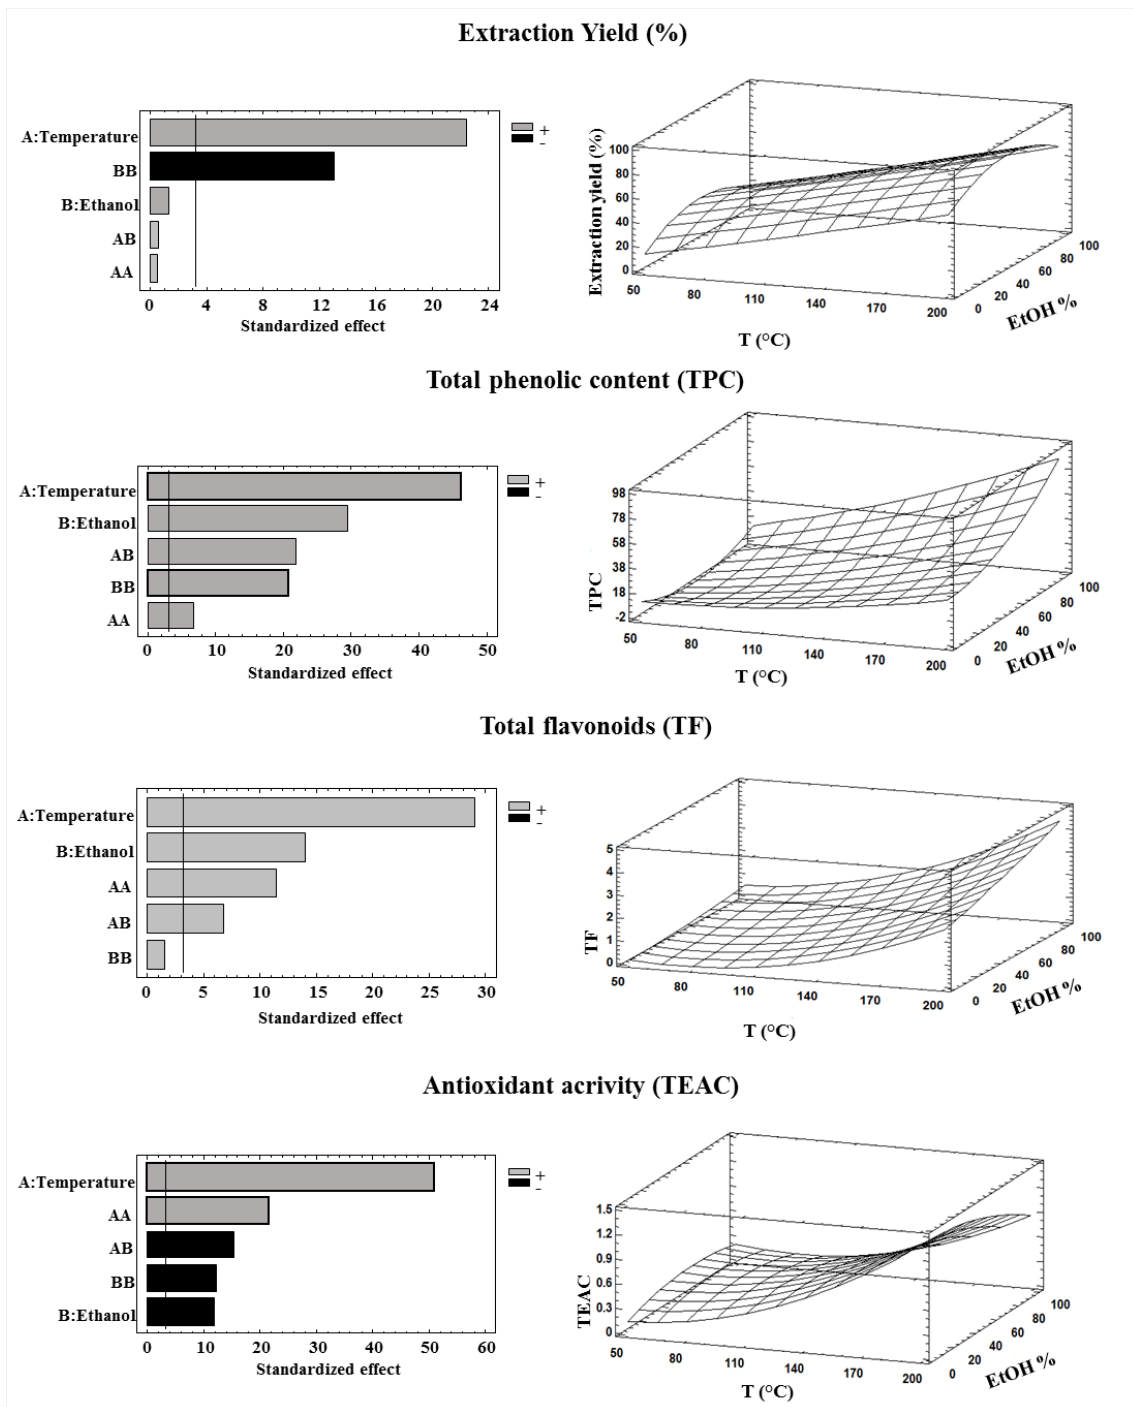 Extraction Yield (%)
A:Temperature
BB
B:Ethanol
AB
AA
0 4 8 13 16 20 24
Standardized effect
+
-
Extraction yield (%)
100
80
60
40
20
0
50 80 110 140 170 200
T (°C)
0 20 40 60 80 100
EtOH %
Total phenolic content (TPC)
A:Temperature
B:Ethanol
AB
BB
AA
0 10 20 30 40 50
Standardized effect
+
-
TPC
98
78
58
38
18
-2
50 80 110 140 170 200
T (°C)
0 20 40 60 80 100
EtOH %
Total flavonoids (TF)
A:Temperature
B:Ethanol
AA
AB
BB
0 5 10 15 20 25 30
Standardized effect
+
-
TF
5
4
3
2
1
0
50 80 110 140 170 200
T (°C)
0 20 40 60 80 100
EtOH %
Antioxidant acrivity (TEAC)
A:Temperature
AA
AB
BB
B:Ethanol
0 10 20 30 40 50 60
Standardized effect
+
-
TEAC
1.5
1.2
0.9
0.6
0.3
0
50 80 110 140 170 200
T (°C)
0 20 40 60 80 100
EtOH %